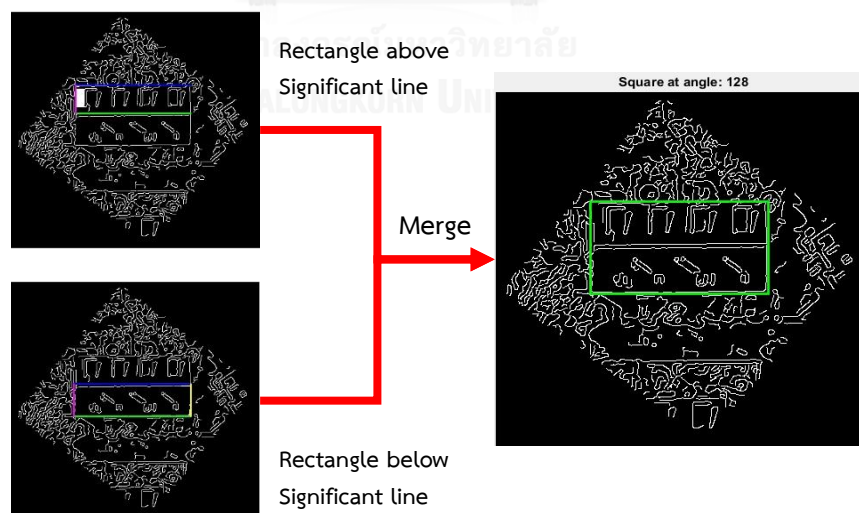 Rectangle above
Significant line
Square at angle: 128
Merge
Rectangle below
Significant line